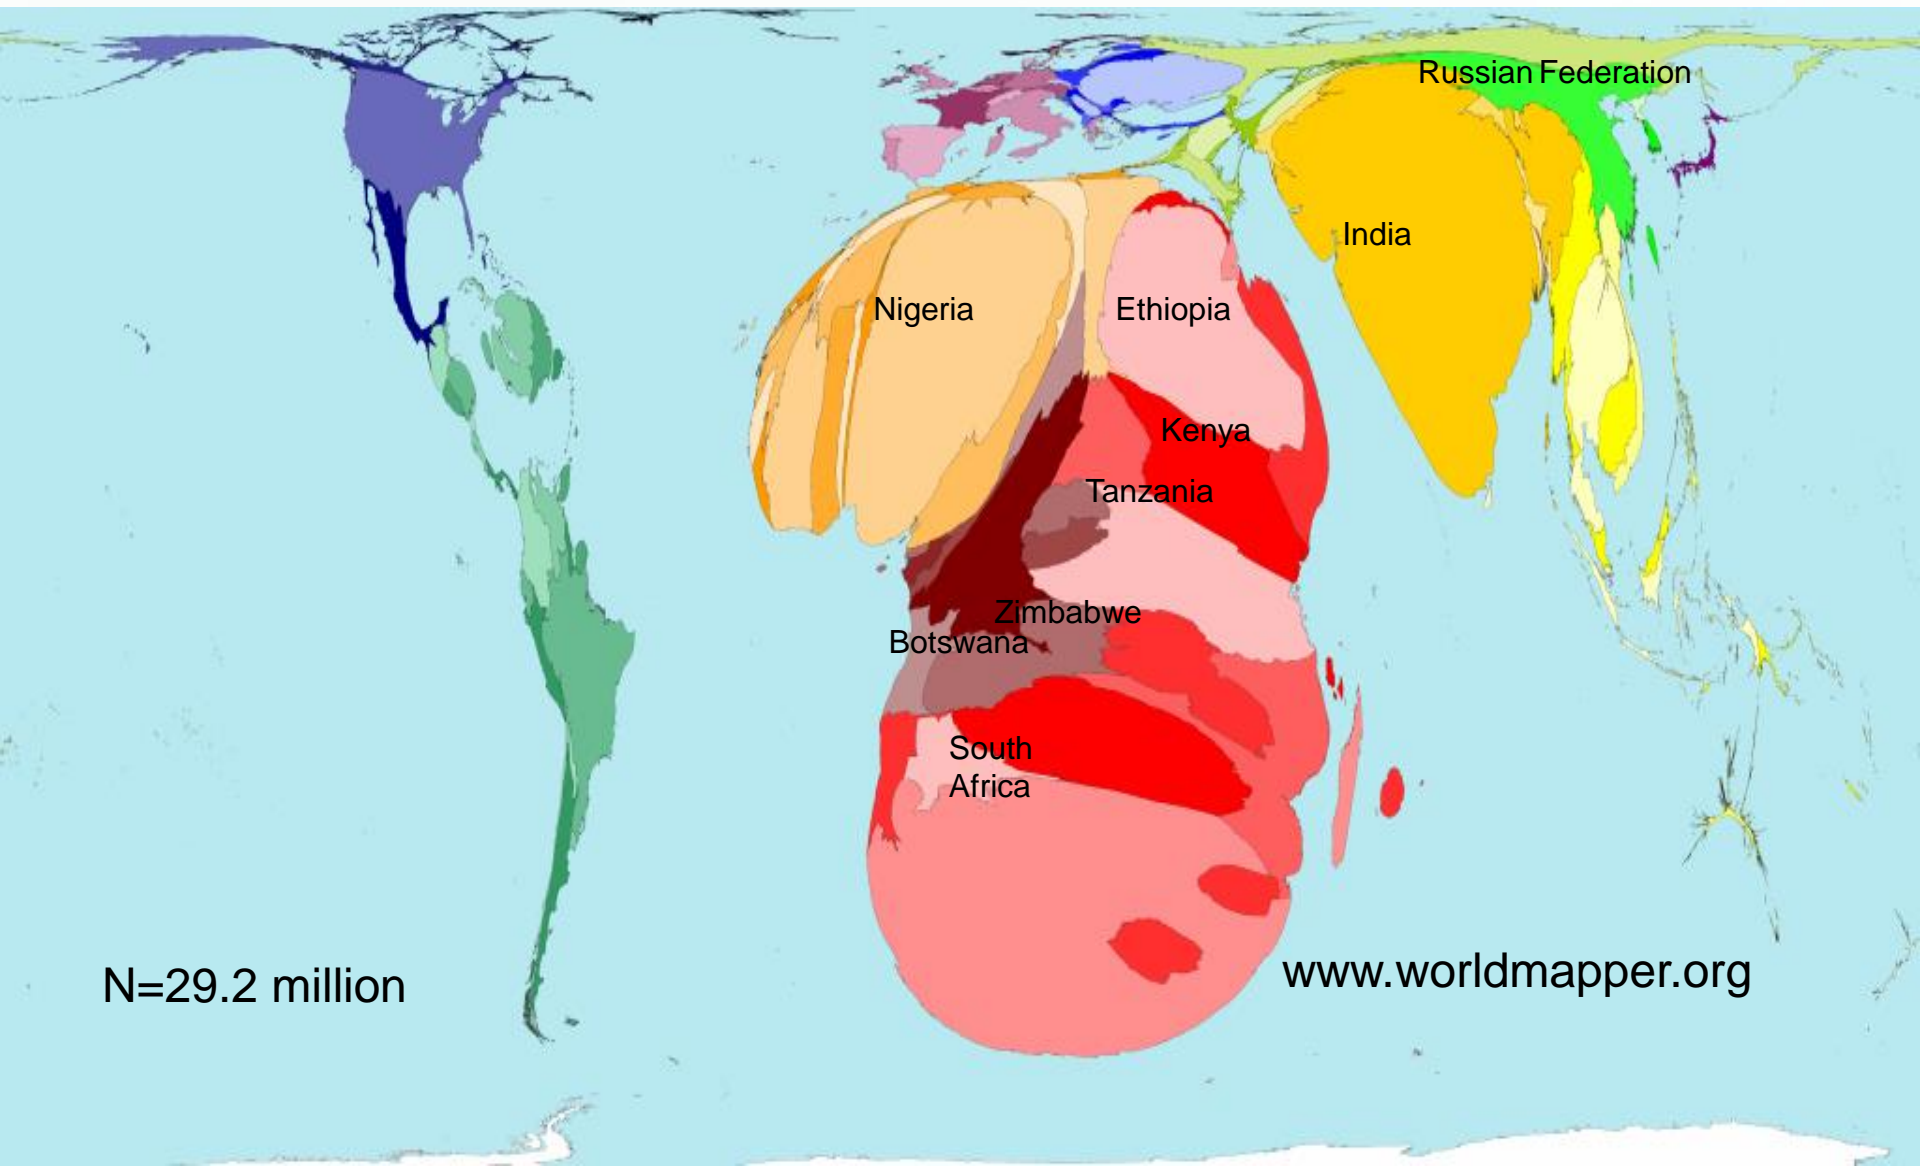 Russian Federation
India
Nigeria
Ethiopia
Kenya
Tanzania
Zimbabwe
Botswana
South
Africa
www.worldmapper.org
N=29.2 million